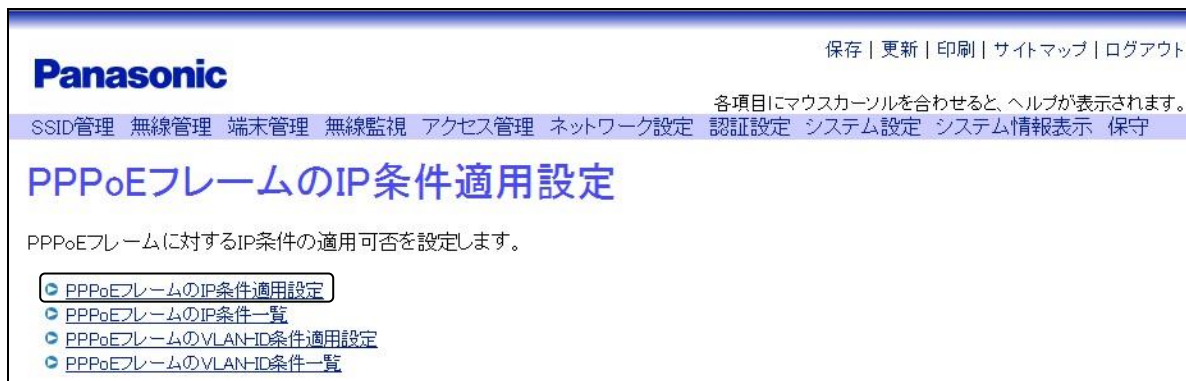 保存 | 更新 | 印刷 | サイトマップ | ログアウト
Panasonic
各項目にマウスカーソルを合わせると、ヘルプが表示されます。
SSID管理 無線管理 端末管理 無線監視 アクセス管理 ネットワーク設定 認証設定 システム設定 システム情報表示 保守
PPPoEフレームのIP条件適用設定
PPPoEフレームに対するIP条件の適用可否を設定します。
PPPoEフレームのIP条件適用設定
PPPoEフレームのIP条件一覧
PPPoEフレームのVLAN-ID条件適用設定
PPPoEフレームのVLAN-ID条件一覧